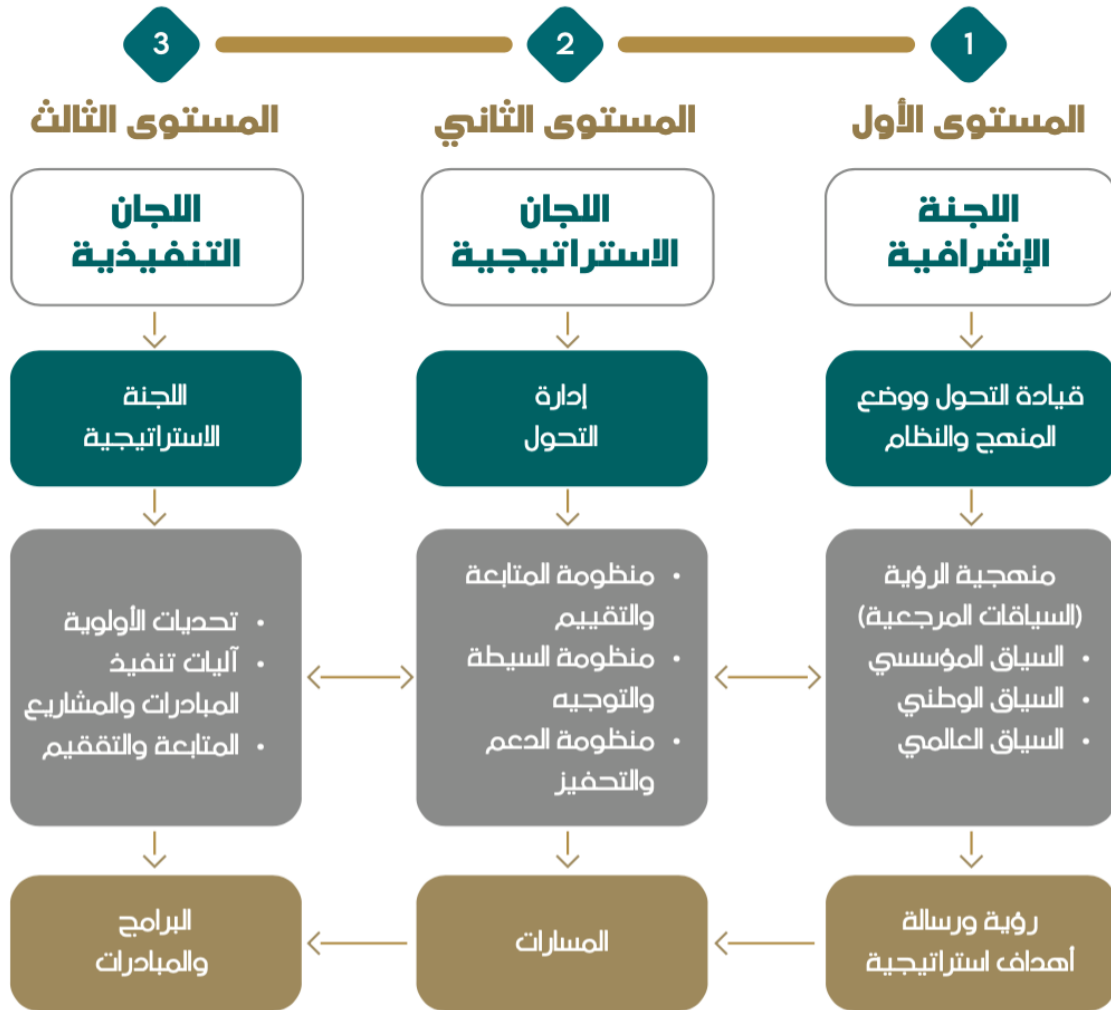 1
المستوى الأول
اللجنة
الإشرافية
قيادة التحول ووضع
المنهج والنظام
منهجية الرؤية
(السياقات المرجعية)
• السياق المؤسسي
• السياق الوطني
• السياق العالمي
رؤية ورسالة
أهداف استراتيجية
2
المستوى الثاني
اللجان
الاستراتيجية
إدارة
التحول
• منظومة المتابعة
والتقييم
• منظومة السيطة
والتوجيه
• منظومة الدعم
والتحفيز
المسارات
3
المستوى الثالث
اللجان
التنفيذية
اللجنة
الاستراتيجية
• تحديات الأولوية
• آليات تنفيذ
المبادرات والمشاريع
• المتابعة والتققيم
البرامج
والمبادرات